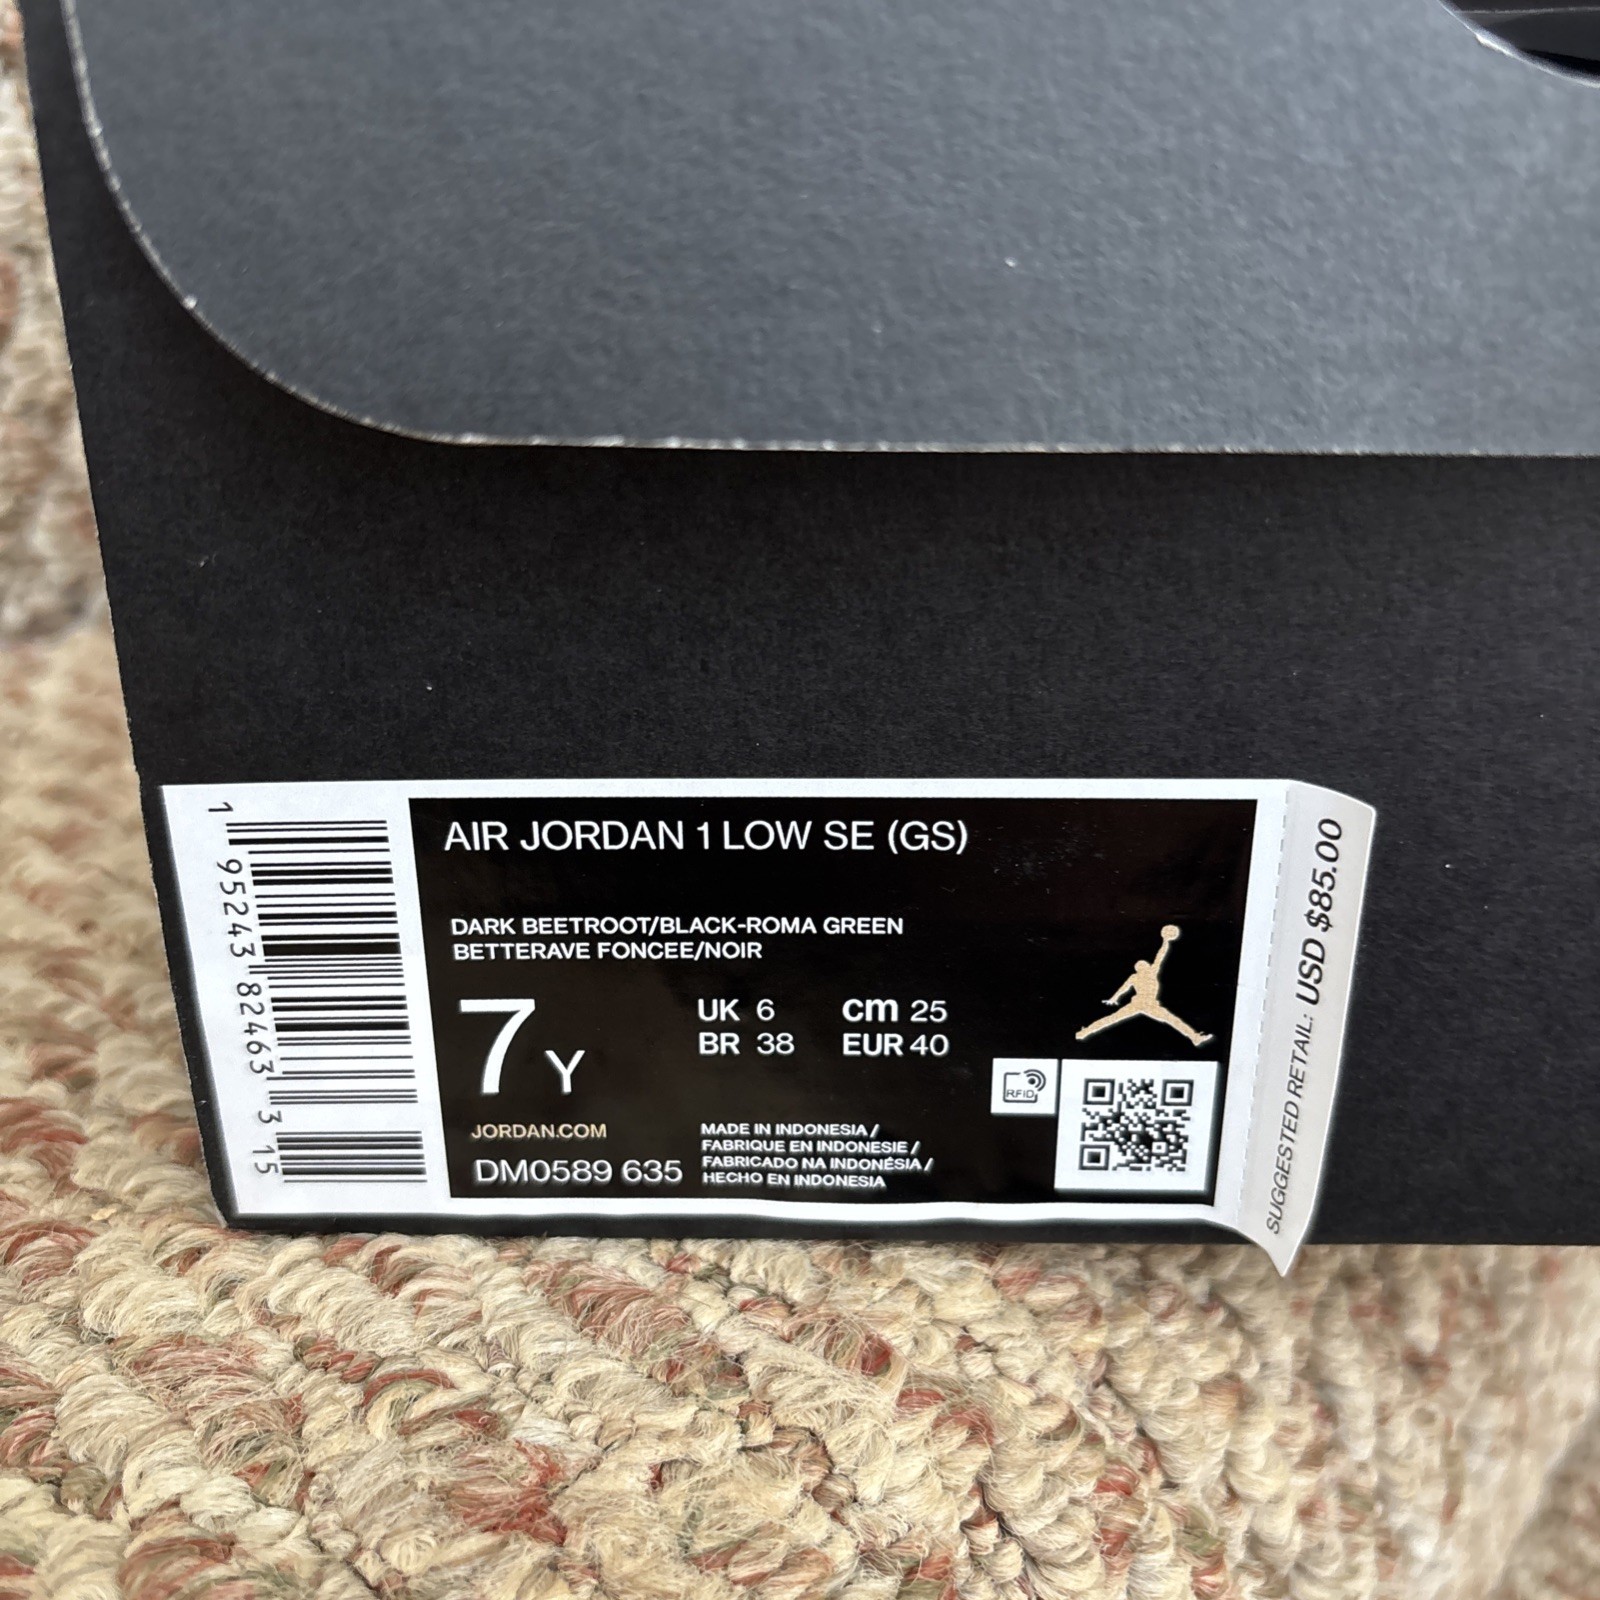 AIR JORDAN 1 LOW SE (GS)
DARK BEETROOT/BLACK-ROMA GREEN
BETTERAVE FONCEE/NOIR
7 Y
UK 6
cm 25
BR 38
EUR 40
RFID
JORDAN.COM
DM0589 635
MADE IN INDONESIA /
FABRIQUE EN INDONESIE /
FABRICADO NA INDONÉSIA /
HECHO EN INDONESIA
1 95243 82463 3 15
SUGGESTED RETAIL: USD $85.00